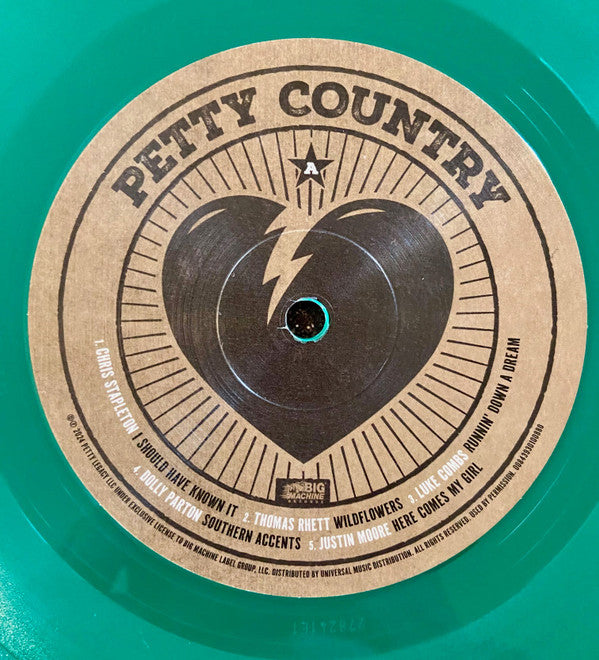 PETTY COUNTRY
A
1. CHRIS STAPLETON I SHOULD HAVE KNOWN IT 2. THOMAS RHETT WILDFLOWERS 3. LUKE COMBS RUNNIN' DOWN A DREAM
4. DOLLY PARTON SOUTHERN ACCENTS 5. JUSTIN MOORE HERE COMES MY GIRL
BIG
MACHINE
RECORDS
©℗ 2024 PETTY LEGACY LLC UNDER EXCLUSIVE LICENSE TO BIG MACHINE LABEL GROUP, LLC. DISTRIBUTED BY UNIVERSAL MUSIC DISTRIBUTION. ALL RIGHTS RESERVED. USED BY PERMISSION.